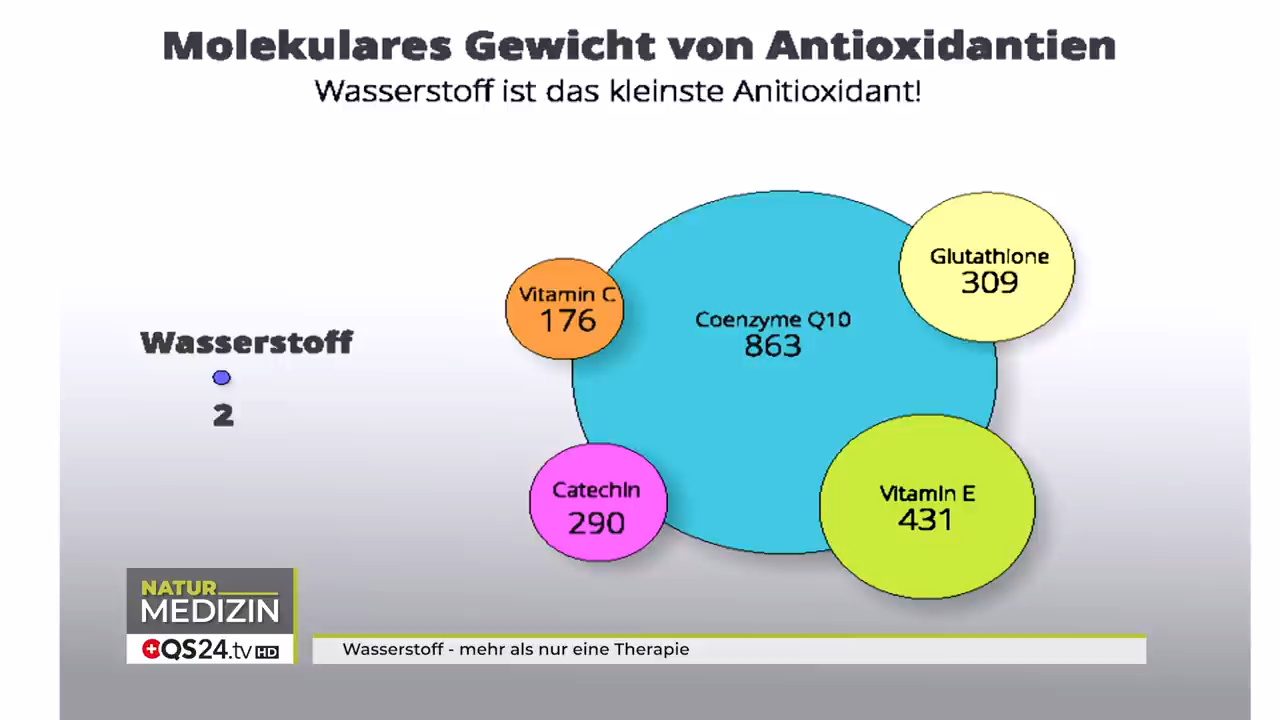 Molekulares Gewicht von Antioxidantien
Wasserstoff ist das kleinste Anitioxidant!
Wasserstoff
2
Vitamin C
176
Coenzyme Q10
863
Glutathione
309
Catechin
290
Vitamin E
431
NATUR
MEDIZIN
QS24.tv HD
Wasserstoff - mehr als nur eine Therapie